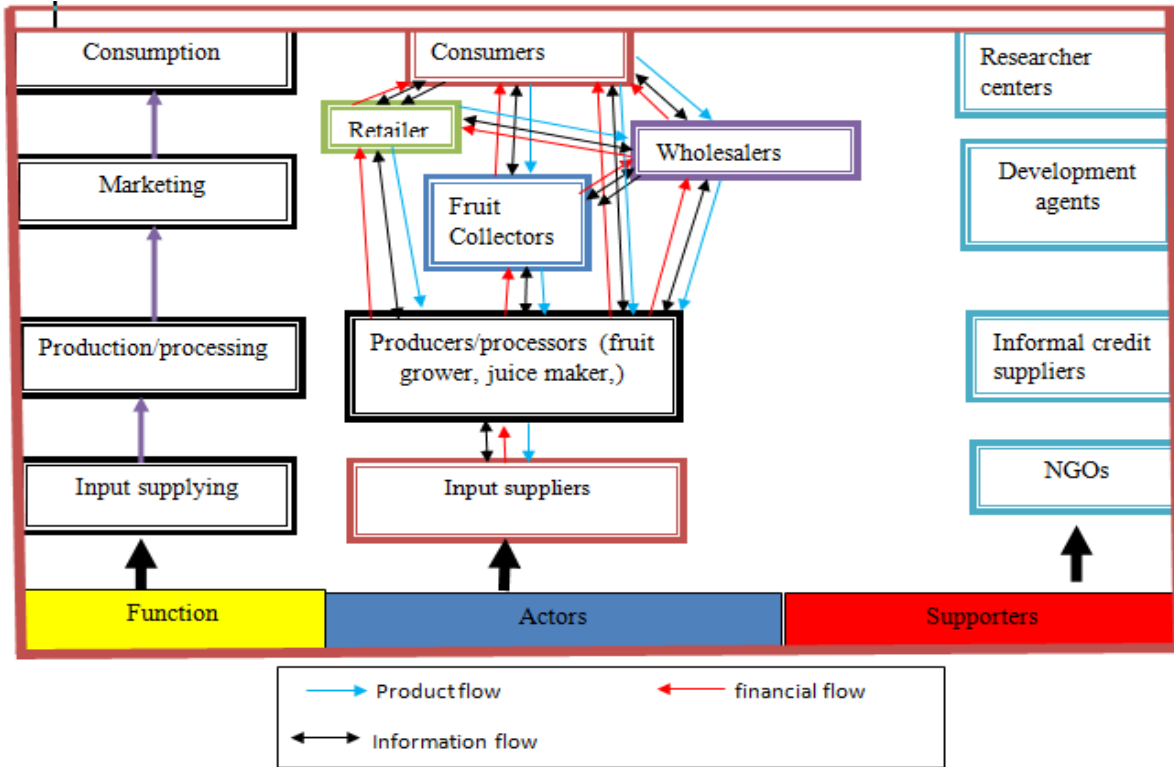 Consumption
Consumers
Researcher
centers
Retailer
Wholesalers
Marketing
Fruit
Collectors
Development
agents
Production/processing
Producers/processors (fruit
grower, juice maker,)
Informal credit
suppliers
Input supplying
Input suppliers
NGOs
Function
Actors
Supporters
Product flow
financial flow
Information flow